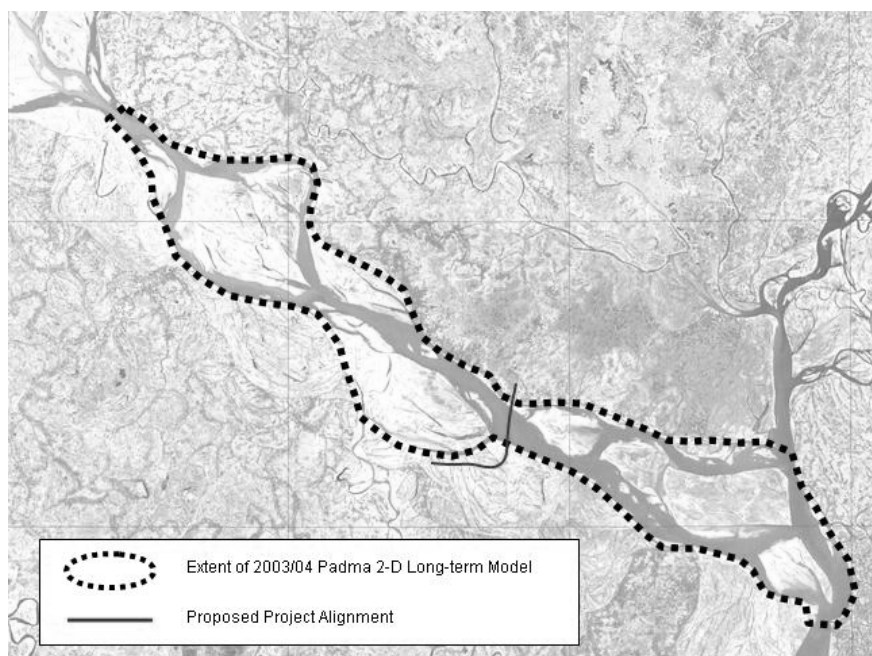 Extent of 2003/04 Padma 2-D Long-term Model
Proposed Project Alignment